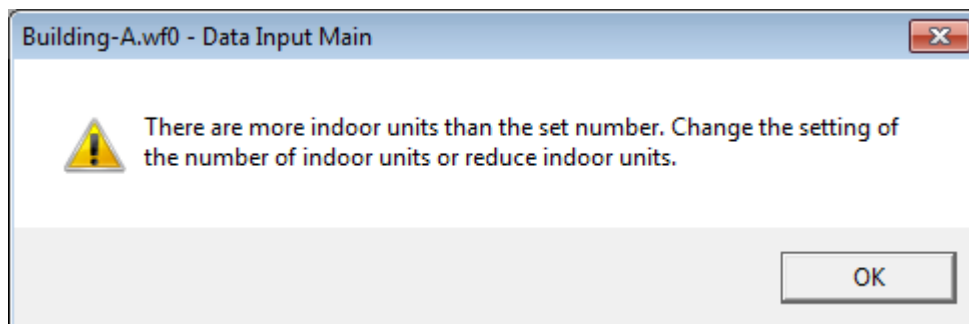 Building-A.wf0 - Data Input Main
There are more indoor units than the set number. Change the setting of
the number of indoor units or reduce indoor units.
OK